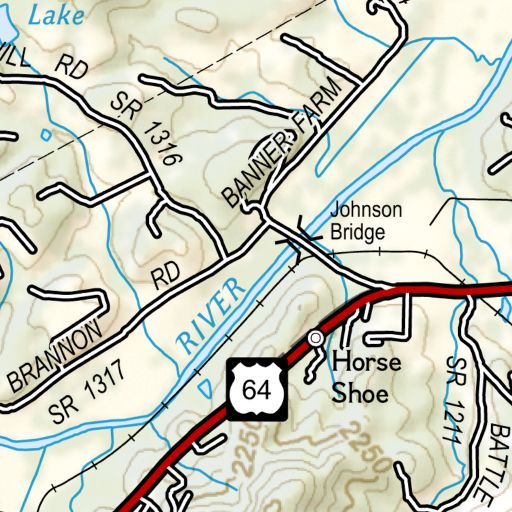 Lake
VILL RD
SR 1316
BANNER FARM
Johnson
Bridge
RD
RIVER
BRANNON
SR 1317
64
Horse
Shoe
SR 1211
BATTLE
2250
2250